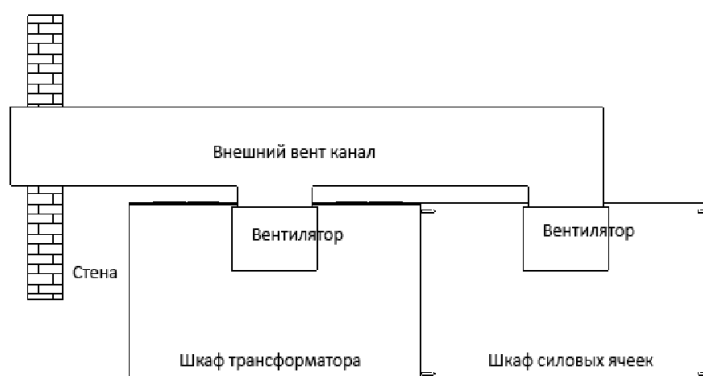 Внешний вент канал
Вентилятор
Вентилятор
Стена
Шкаф трансформатора
Шкаф силовых ячеек